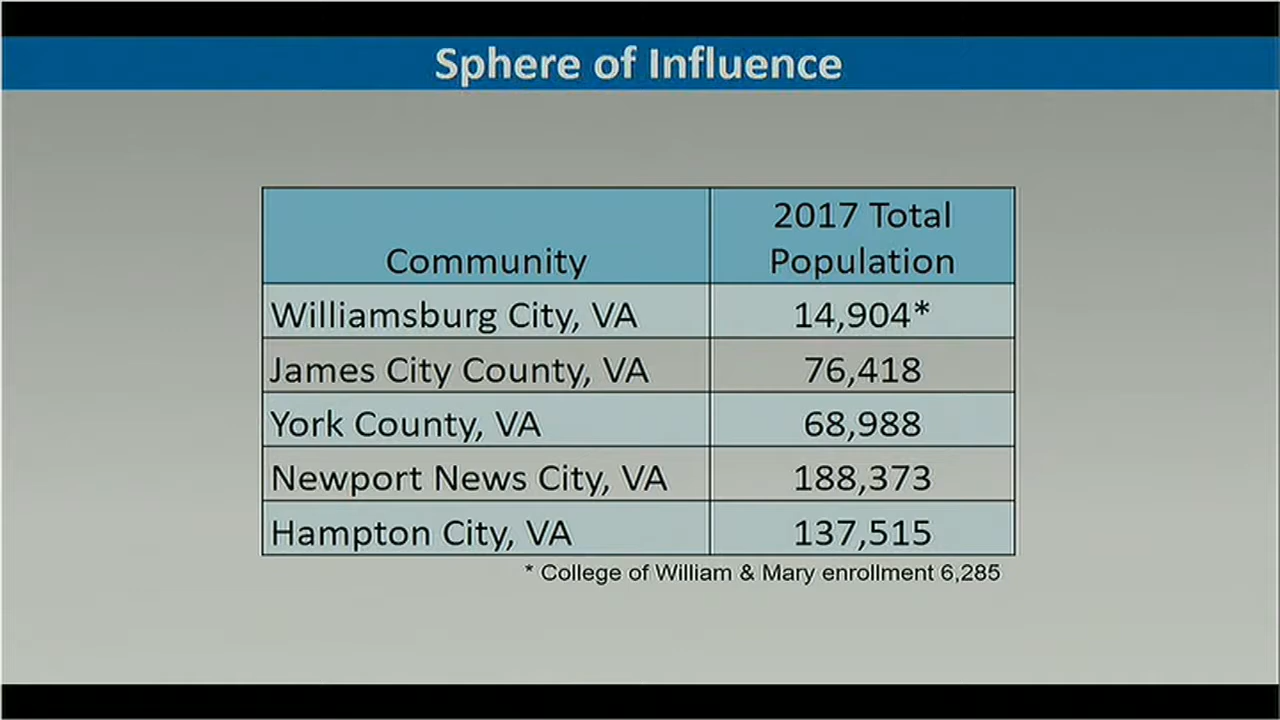 Sphere of Influence
Community
2017 Total
Population
Williamsburg City, VA 14,904*
James City County, VA 76,418
York County, VA 68,988
Newport News City, VA 188,373
Hampton City, VA 137,515
* College of William & Mary enrollment 6,285